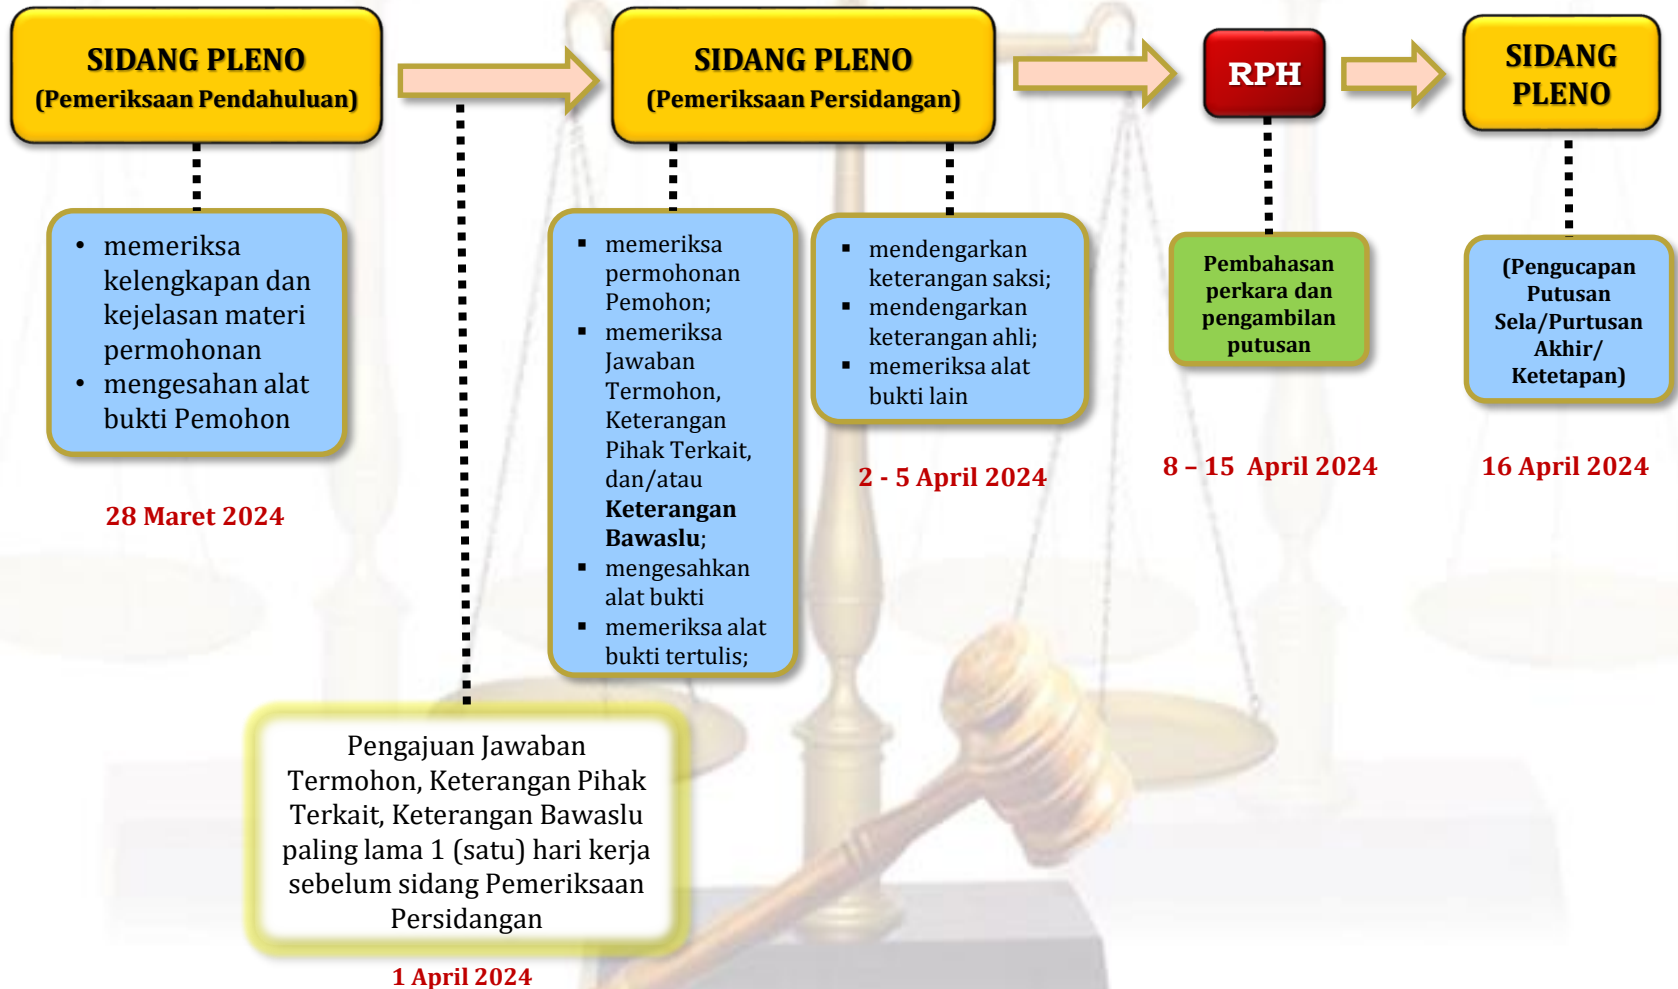 SIDANG PLENO
(Pemeriksaan Pendahuluan)
• memeriksa
kelengkapan dan
kejelasan materi
permohonan
• mengesahan alat
bukti Pemohon
28 Maret 2024
Pengajuan Jawaban
Termohon, Keterangan Pihak
Terkait, Keterangan Bawaslu
paling lama 1 (satu) hari kerja
sebelum sidang Pemeriksaan
Persidangan
1 April 2024
SIDANG PLENO
(Pemeriksaan Persidangan)
▪ memeriksa
permohonan
Pemohon;
▪ memeriksa
Jawaban
Termohon,
Keterangan
Pihak Terkait,
dan/atau
Keterangan
Bawaslu;
▪ mengesahkan
alat bukti
▪ memeriksa alat
bukti tertulis;
▪ mendengarkan
keterangan saksi;
▪ mendengarkan
keterangan ahli;
▪ memeriksa alat
bukti lain
2 - 5 April 2024
RPH
Pembahasan
perkara dan
pengambilan
putusan
8 – 15 April 2024
SIDANG
PLENO
(Pengucapan
Putusan
Sela/Purtusan
Akhir/
Ketetapan)
16 April 2024